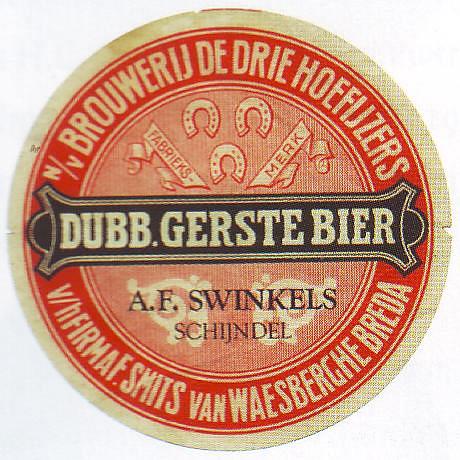 N/V BROUWERIJ DE DRIE HOEFIJZERS
FABRIEKS MERK
DUBB. GERSTE BIER
A.F. SWINKELS
SCHIJNDEL
V/H FIRMA F. SMITS VAN WAESBERGHE BREDA